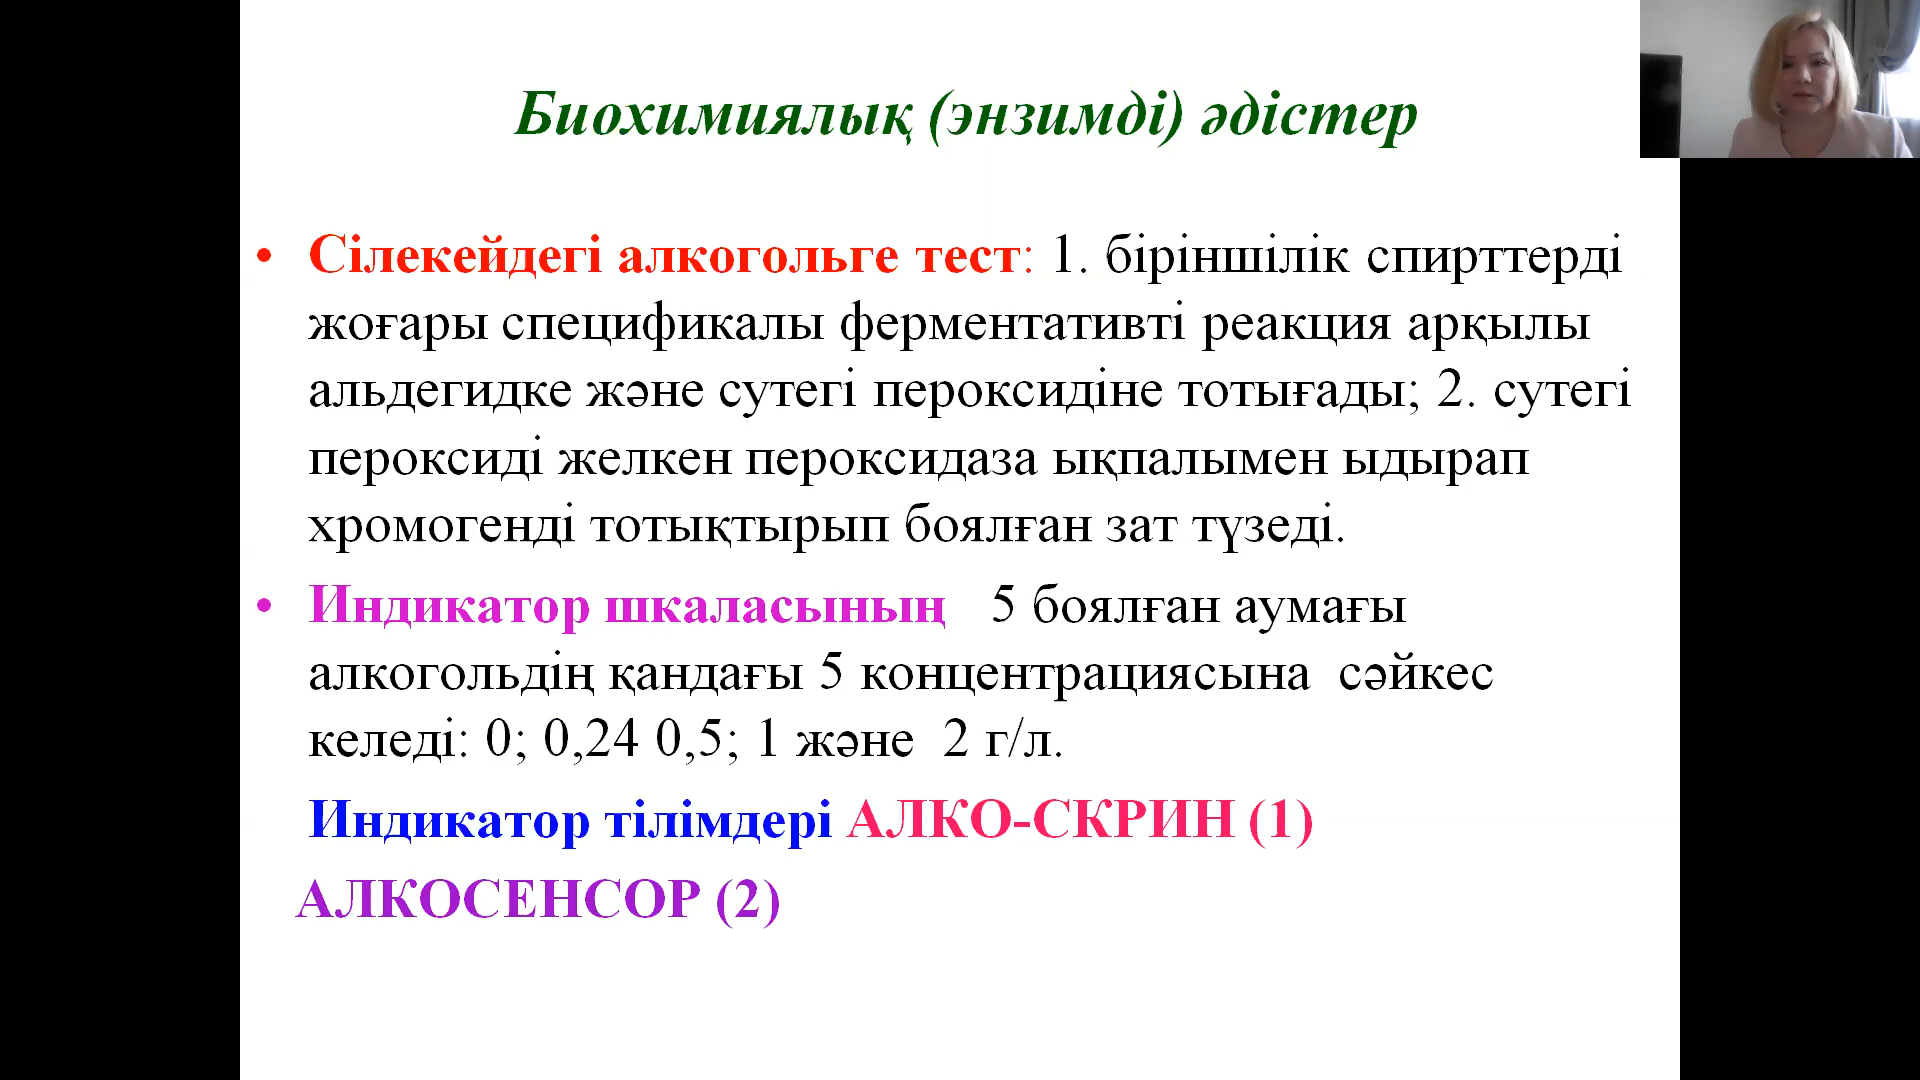 Биохимиялық (энзимді) әдістер
• Сілекейдегі алкогольге тест: 1. біріншілік спирттерді
жоғары спецификалы ферментативті реакция арқылы
альдегидке және сутегі пероксидіне тотығады; 2. сутегі
пероксиді желкен пероксидаза ықпалымен ыдырап
хромогенді тотықтырып боялған зат түзеді.
• Индикатор шкаласының 5 боялған аумағы
алкогольдің қандағы 5 концентрациясына сәйкес
келеді: 0; 0,24 0,5; 1 және 2 г/л.
Индикатор тілімдері АЛКО-СКРИН (1)
АЛКОСЕНСОР (2)